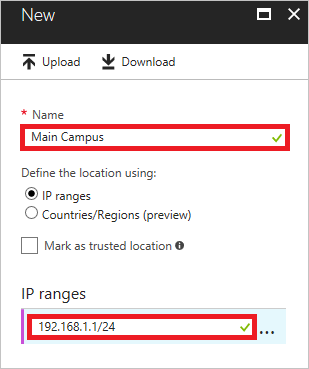 New
Upload Download
* Name
Main Campus
Define the location using:
IP ranges
Countries/Regions (preview)
Mark as trusted location
IP ranges
192.168.1.1/24 ...